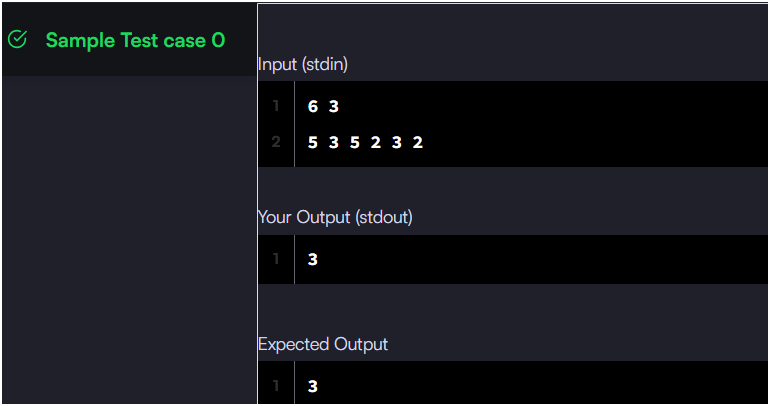 Sample Test case 0
Input (stdin)
1 6 3
2 5 3 5 2 3 2
Your Output (stdout)
1 3
Expected Output
1 3